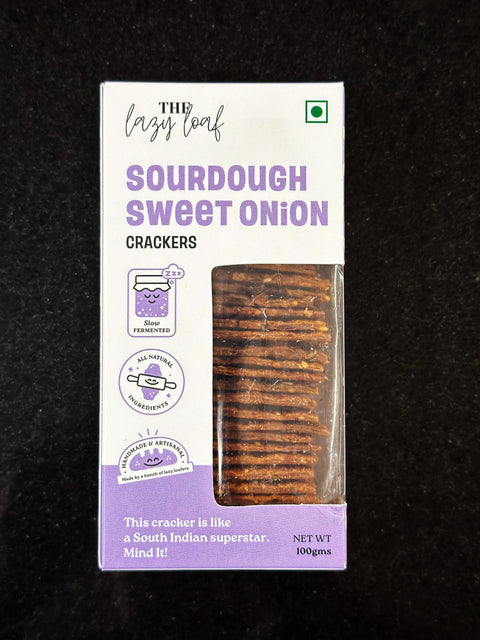 THE
lazy loaf
SOURDOUGH
SWEET ONiON
CRACKERS
zzz
Slow
FERMENTED
ALL NATURAL
INGREDIENTS
HANDMADE & ARTISANAL
Made by a bunch of lazy loafers
This cracker is like
a South Indian superstar.
Mind It!
NET WT
100gms